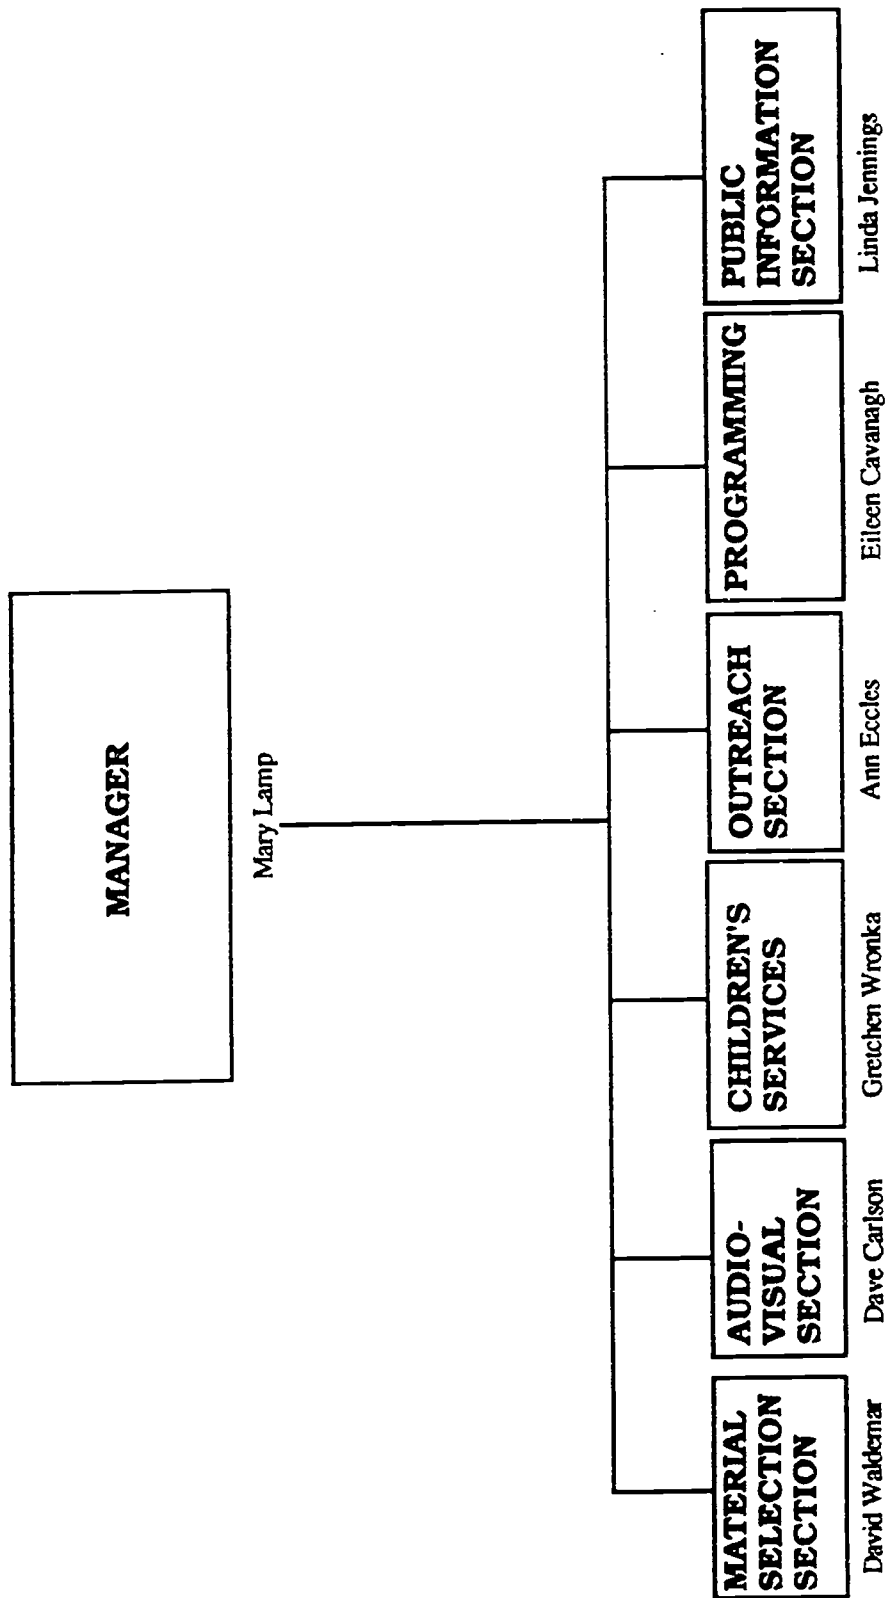 MANAGER
Mary Lamp
MATERIAL
SELECTION
SECTION
David Waldemar
AUDIO-
VISUAL
SECTION
Dave Carlson
CHILDREN'S
SERVICES
Gretchen Wronka
OUTREACH
SECTION
Ann Eccles
PROGRAMMING
Eileen Cavanagh
PUBLIC
INFORMATION
SECTION
Linda Jennings